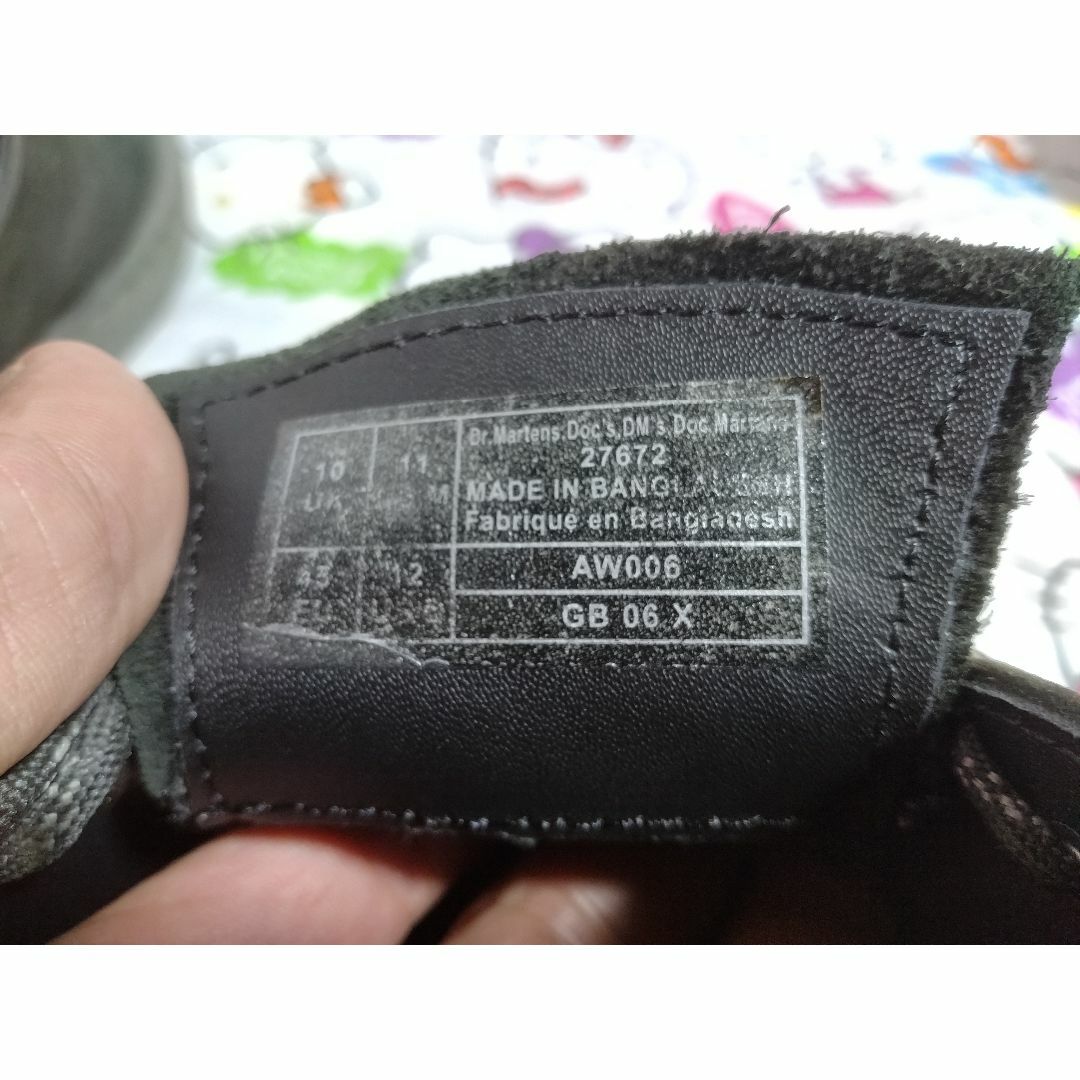 10
UK
11
M
Dr.Martens.Doc's.DM's.Doc Martens
27672
MADE IN BANGLADESH
Fabriqué en Bangladesh
45
EU
12
AW006
GB 06 X